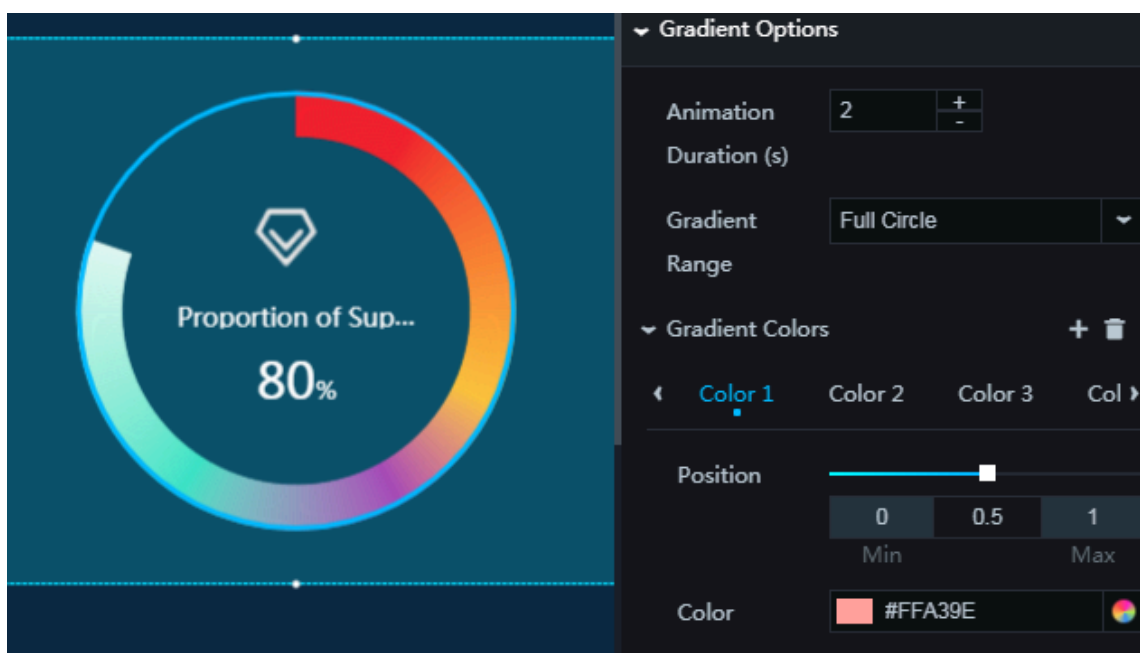 Proportion of Sup...
80%
Gradient Options
Animation
Duration (s)
2
+
-
Gradient
Range
Full Circle
Gradient Colors
+
Color 1 Color 2 Color 3 Col
Position
0 0.5 1
Min Max
Color #FFA39E